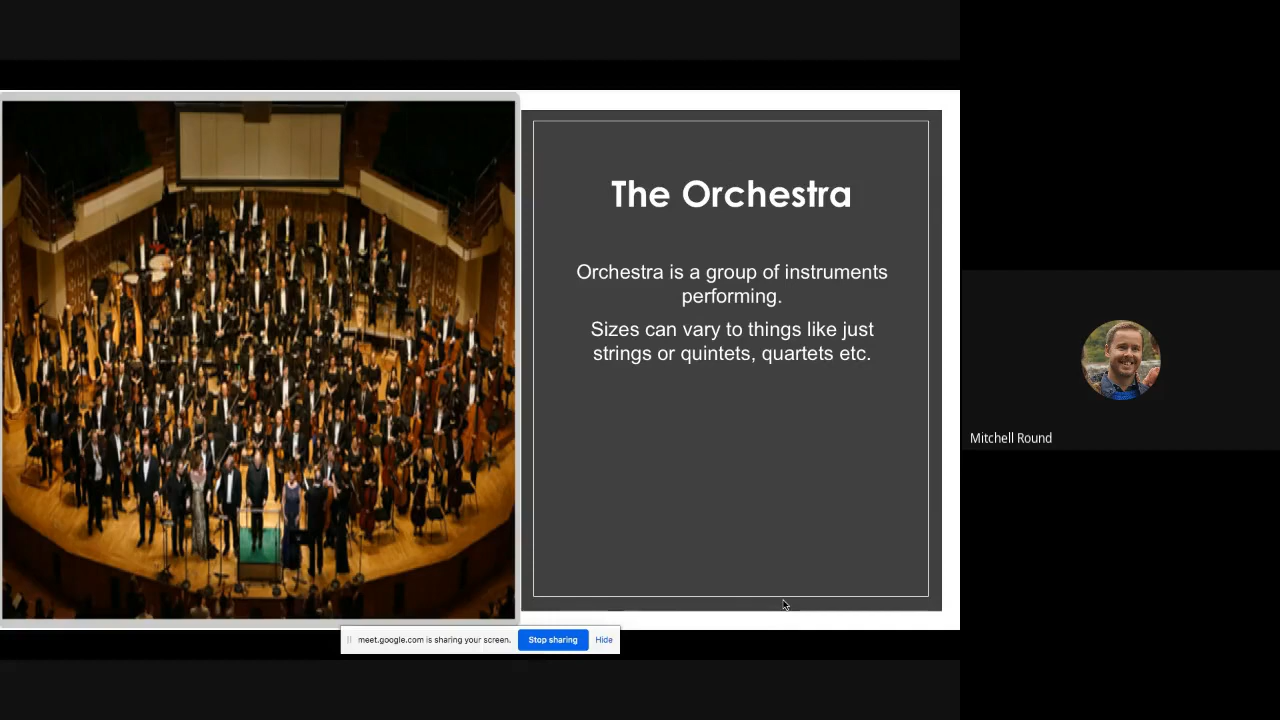 The Orchestra
Orchestra is a group of instruments
performing.
Sizes can vary to things like just
strings or quintets, quartets etc.
Mitchell Round
meet.google.com is sharing your screen. Stop sharing Hide